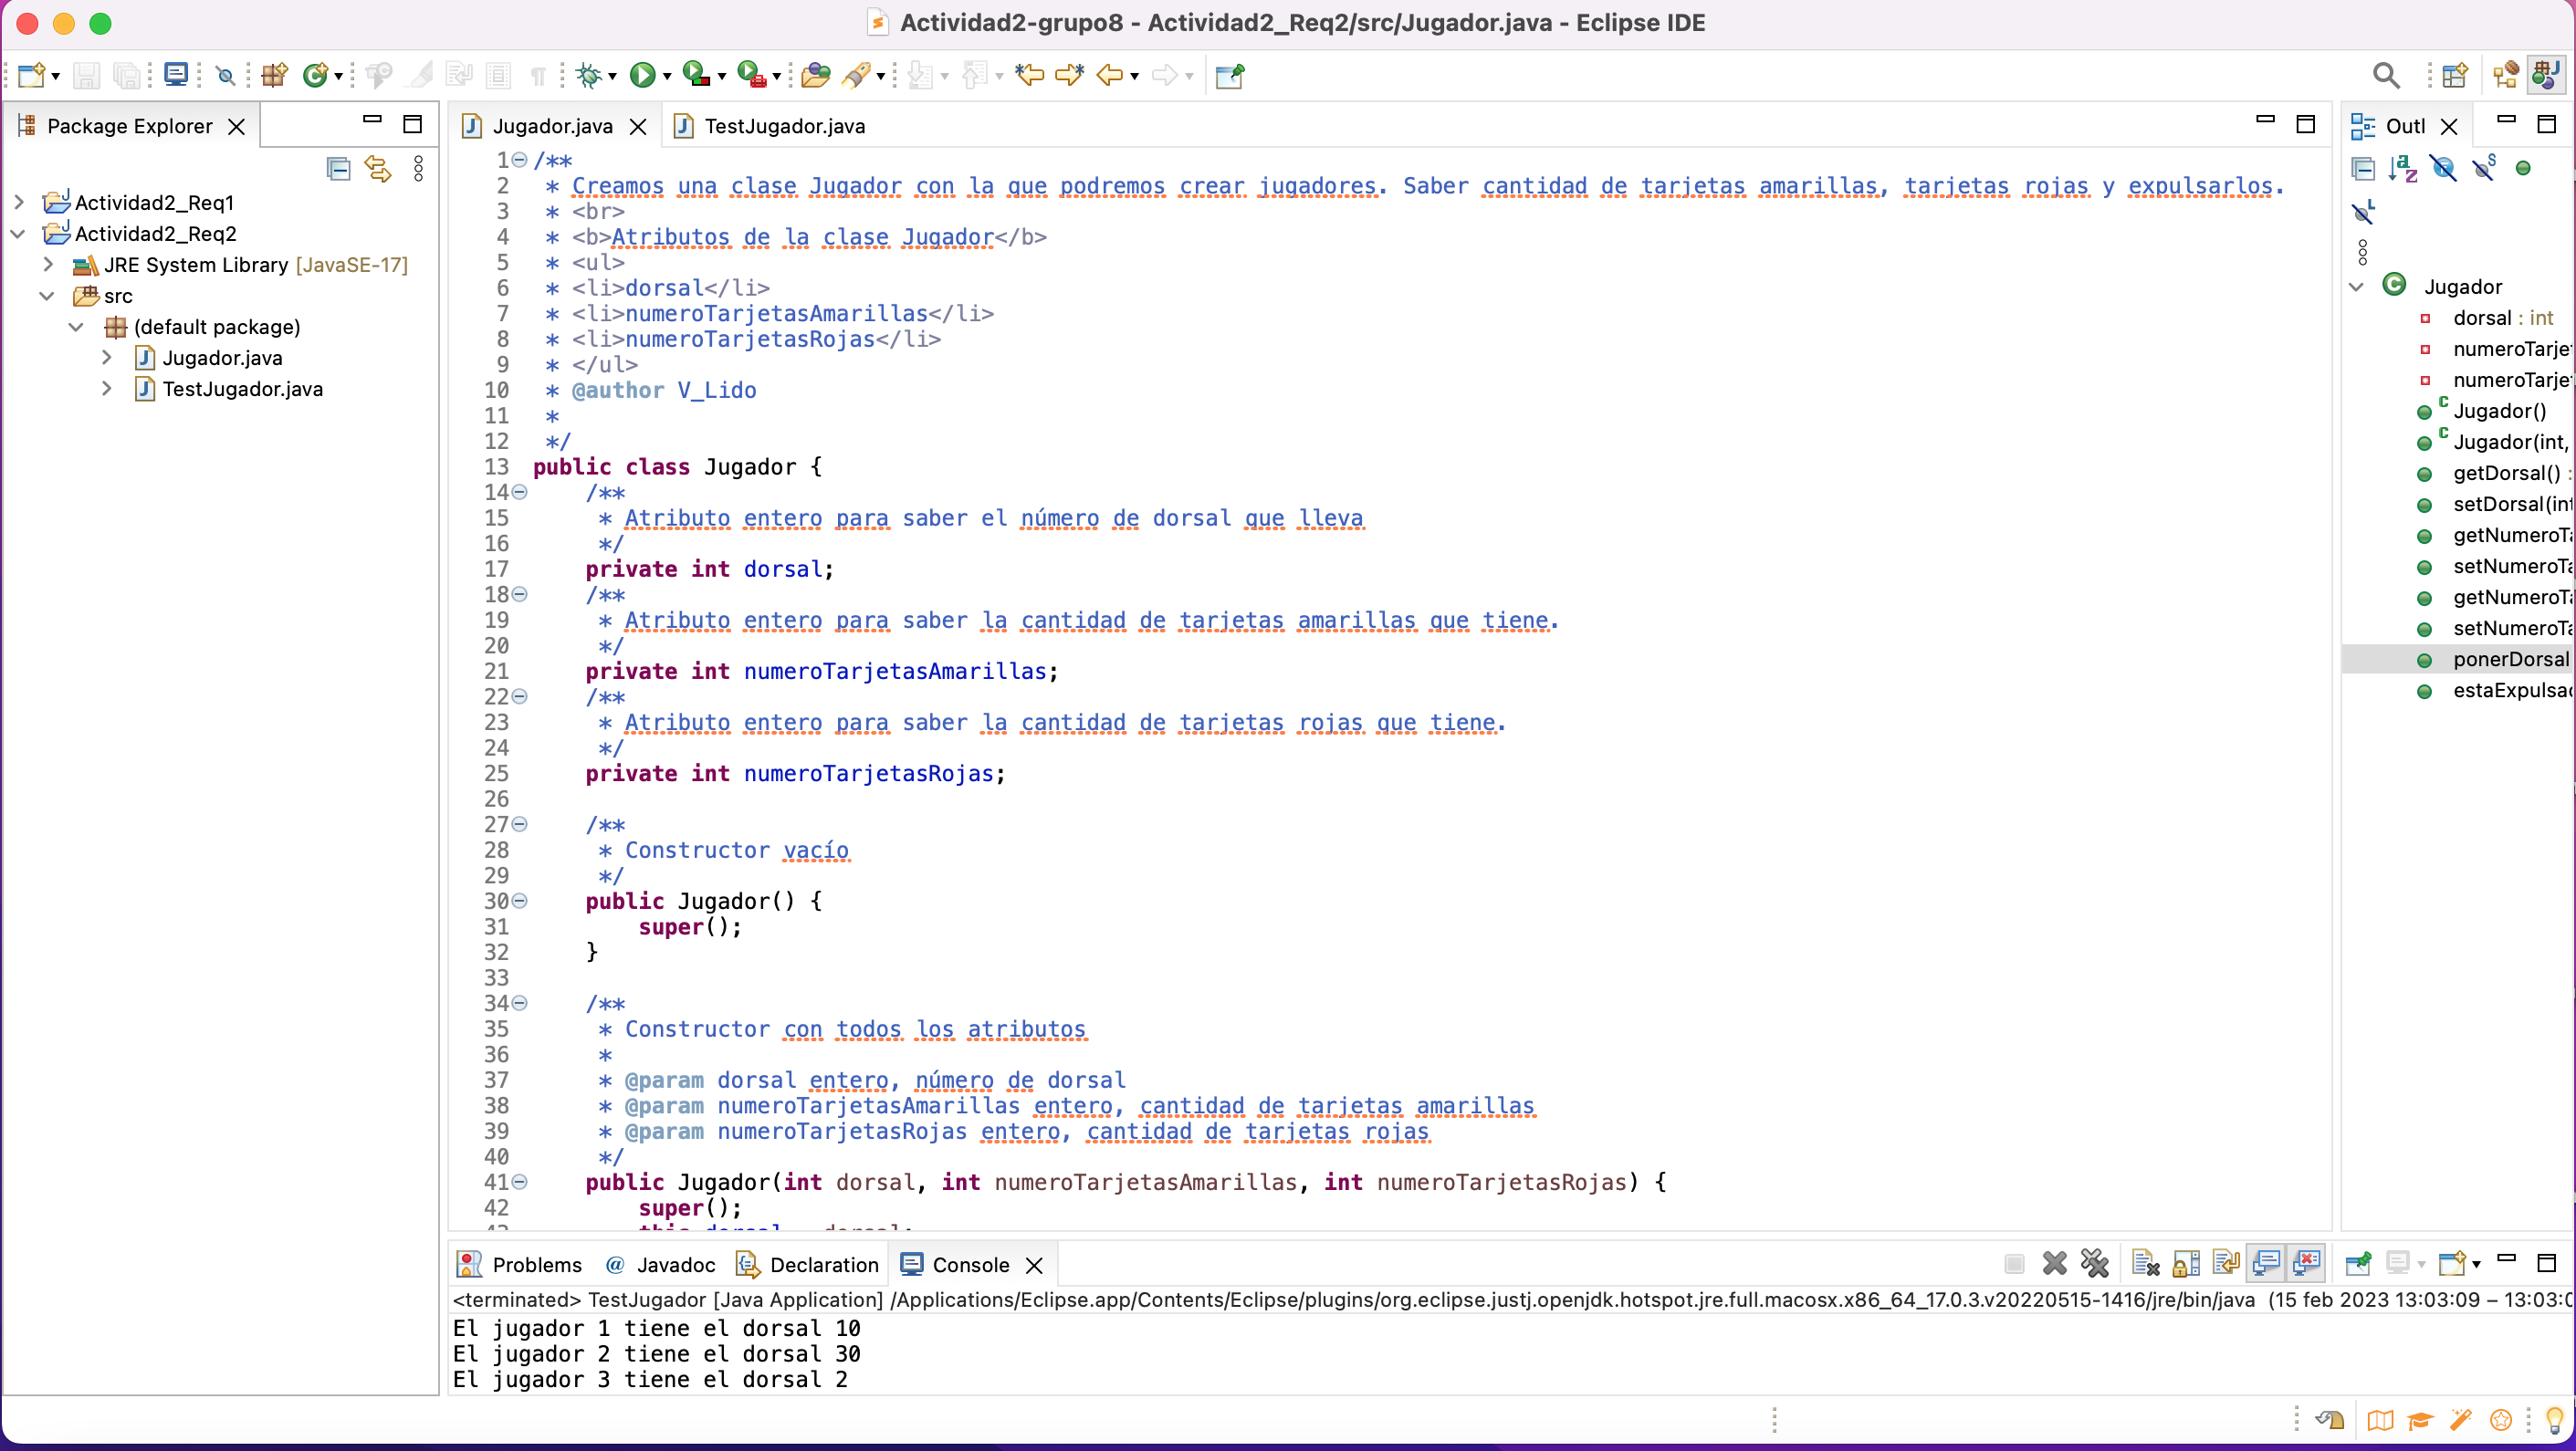 Actividad2-grupo8 - Actividad2_Req2/src/Jugador.java - Eclipse IDE
Package Explorer
Actividad2_Req1
Actividad2_Req2
JRE System Library [JavaSE-17]
src
(default package)
Jugador.java
TestJugador.java
Jugador.java
TestJugador.java
1 /**
2 * Creamos una clase Jugador con la que podremos crear jugadores. Saber cantidad de tarjetas amarillas, tarjetas rojas y expulsarlos.
3 * <br>
4 * <b>Atributos de la clase Jugador</b>
5 * <ul>
6 * <li>dorsal</li>
7 * <li>numeroTarjetasAmarillas</li>
8 * <li>numeroTarjetasRojas</li>
9 * </ul>
10 * @author V_Lido
11 *
12 */
13 public class Jugador {
14 /**
15 * Atributo entero para saber el número de dorsal que lleva
16 */
17 private int dorsal;
18 /**
19 * Atributo entero para saber la cantidad de tarjetas amarillas que tiene.
20 */
21 private int numeroTarjetasAmarillas;
22 /**
23 * Atributo entero para saber la cantidad de tarjetas rojas que tiene.
24 */
25 private int numeroTarjetasRojas;
26
27 /**
28 * Constructor vacío
29 */
30 public Jugador() {
31 super();
32 }
33
34 /**
35 * Constructor con todos los atributos
36 *
37 * @param dorsal entero, número de dorsal
38 * @param numeroTarjetasAmarillas entero, cantidad de tarjetas amarillas
39 * @param numeroTarjetasRojas entero, cantidad de tarjetas rojas
40 */
41 public Jugador(int dorsal, int numeroTarjetasAmarillas, int numeroTarjetasRojas) {
42 super();
Outl
Jugador
dorsal : int
numeroTarje
numeroTarje
Jugador()
Jugador(int,
getDorsal() :
setDorsal(int
getNumeroTa
setNumeroTa
getNumeroTa
setNumeroTa
ponerDorsal
estaExpulsad
Problems
@ Javadoc
Declaration
Console
<terminated> TestJugador [Java Application] /Applications/Eclipse.app/Contents/Eclipse/plugins/org.eclipse.justj.openjdk.hotspot.jre.full.macosx.x86_64_17.0.3.v20220515-1416/jre/bin/java (15 feb 2023 13:03:09 – 13:03:0
El jugador 1 tiene el dorsal 10
El jugador 2 tiene el dorsal 30
El jugador 3 tiene el dorsal 2